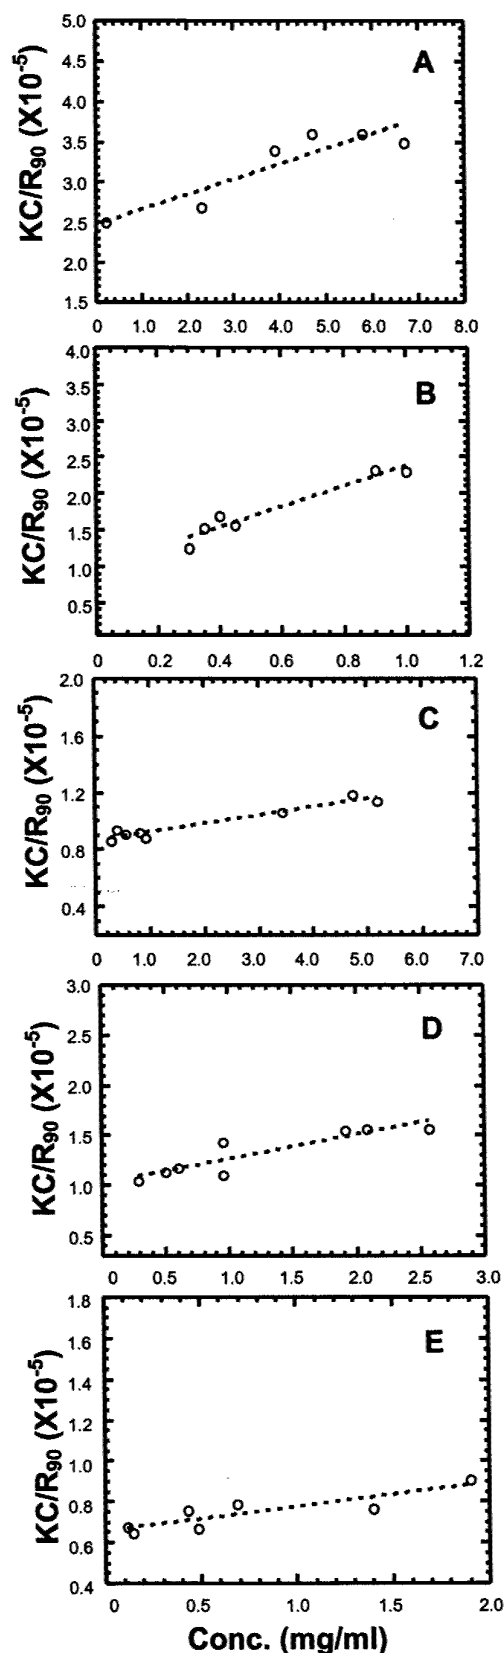 5.0
A
4.5
4.0
3.5
3.0
2.5
2.0
1.5
KC/R90 (X10-5)
0 1.0 2.0 3.0 4.0 5.0 6.0 7.0 8.0
4.0
B
3.5
3.0
2.5
2.0
1.5
1.0
0.5
KC/R90 (X10-5)
0 0.2 0.4 0.6 0.8 1.0 1.2
2.0
C
1.6
1.2
0.8
0.4
KC/R90 (X10-5)
0 1.0 2.0 3.0 4.0 5.0 6.0 7.0
3.0
D
2.5
2.0
1.5
1.0
0.5
KC/R90 (X10-5)
0 0.5 1.0 1.5 2.0 2.5 3.0
1.8
E
1.6
1.4
1.2
1.0
0.8
0.6
0.4
KC/R90 (X10-5)
0 0.5 1.0 1.5 2.0
Conc. (mg/ml)